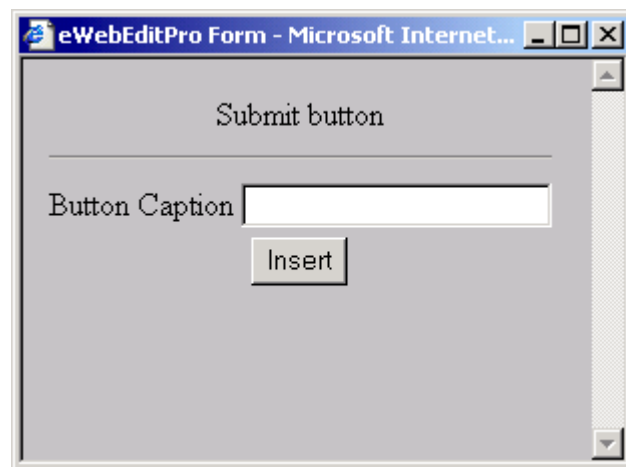 eWebEditPro Form - Microsoft Internet...
Submit button
Button Caption
Insert